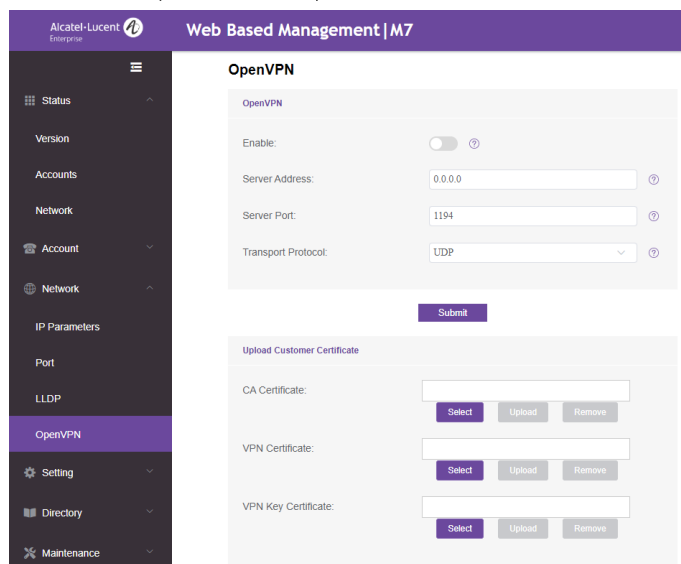 Alcatel-Lucent
Enterprise
Web Based Management|M7
OpenVPN
Status
Version
Accounts
Network
Account
Network
IP Parameters
Port
LLDP
OpenVPN
Setting
Directory
Maintenance
OpenVPN
Enable:
Server Address: 0.0.0.0
Server Port: 1194
Transport Protocol: UDP
Submit
Upload Customer Certificate
CA Certificate:
Select Upload Remove
VPN Certificate:
Select Upload Remove
VPN Key Certificate:
Select Upload Remove